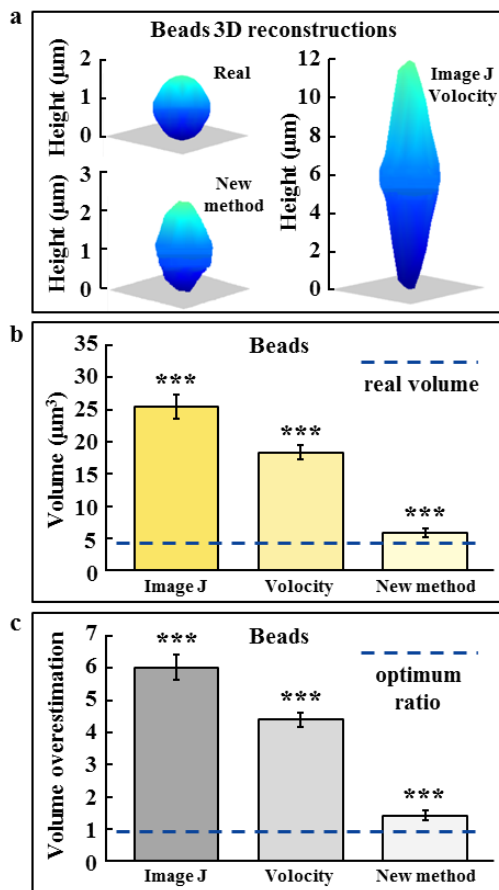 a
Beads 3D reconstructions
Height (µm)
2
1
0
Real
Height (µm)
3
2
1
0
New
method
Height (µm)
12
10
8
6
4
2
0
Image J
Volocity
b
Beads
real volume
Volume (µm³)
35
30
25
20
15
10
5
0
***
***
***
Image J
Volocity
New method
c
Beads
optimum
ratio
Volume overestimation
7
6
5
4
3
2
1
0
***
***
***
Image J
Volocity
New method